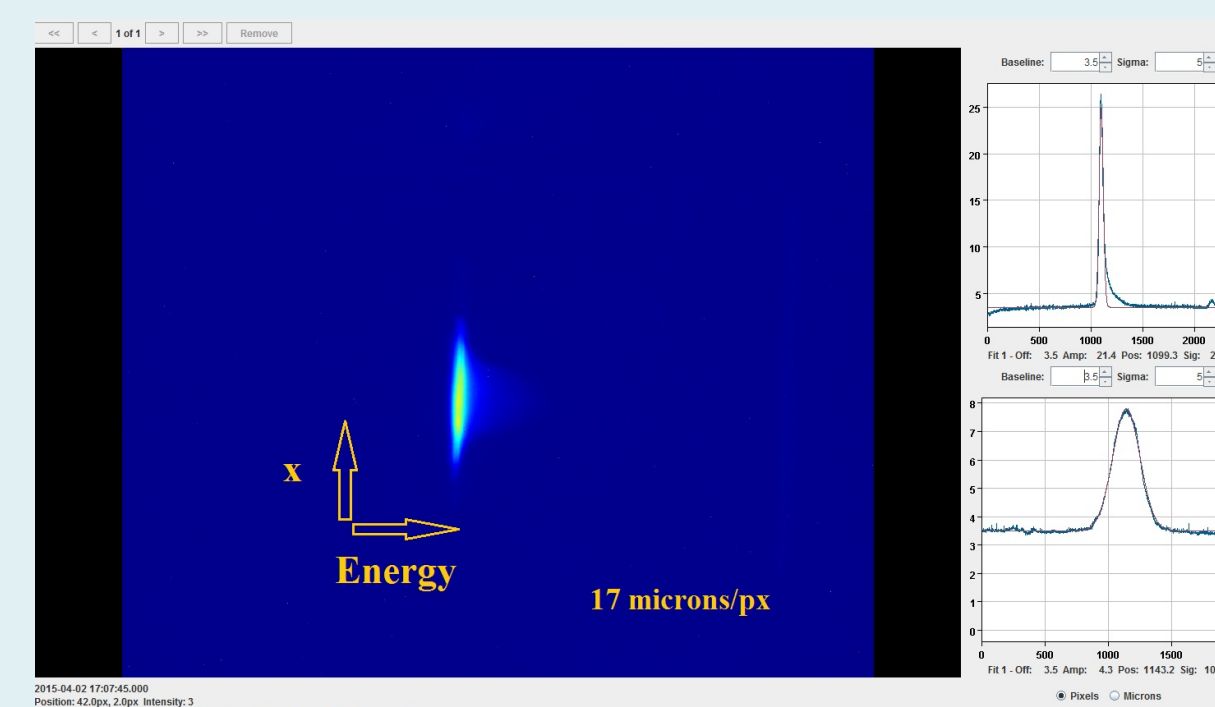 << < 1 of 1 > >> Remove
Baseline: 3.5 Sigma: 5
25
20
15
10
5
0 500 1000 1500 2000
Fit 1 - Off: 3.5 Amp: 21.4 Pos: 1099.3 Sig: 2
Baseline: 3.5 Sigma: 5
8
7
6
5
4
3
2
1
0
0 500 1000 1500
Fit 1 - Off: 3.5 Amp: 4.3 Pos: 1143.2 Sig: 10
x
Energy
17 microns/px
2015-04-02 17:07:45.000
Position: 42.0px, 2.0px Intensity: 3
Pixels Microns